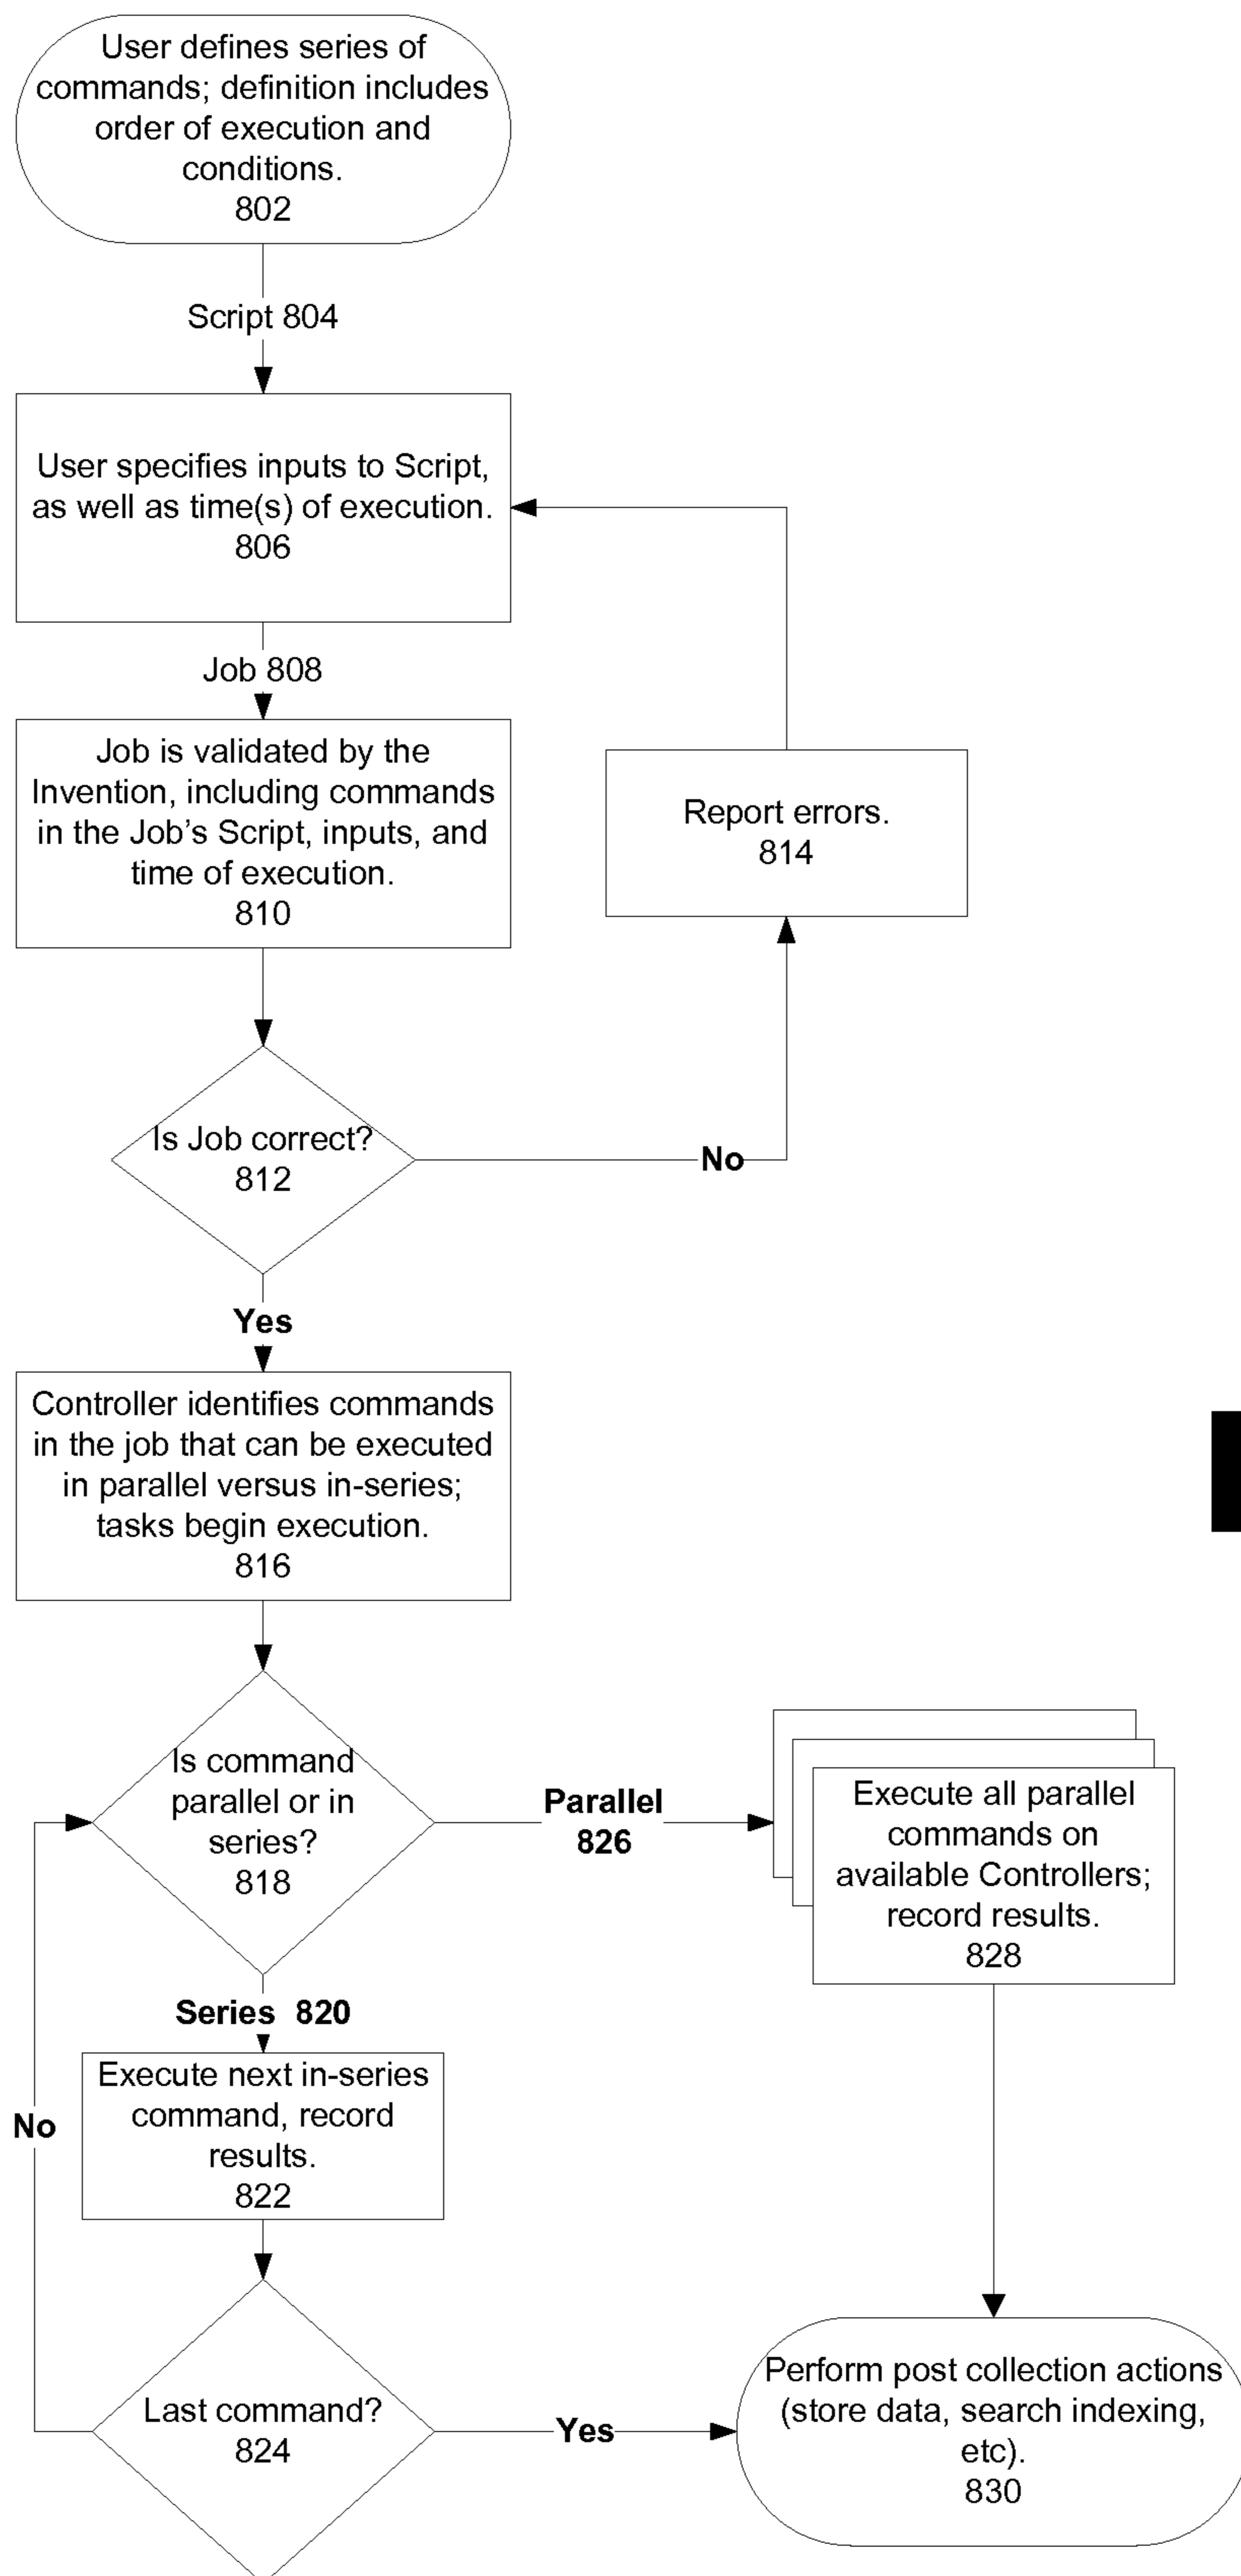 User defines series of
commands; definition includes
order of execution and
conditions.
802
Script 804
User specifies inputs to Script,
as well as time(s) of execution.
806
Job 808
Job is validated by the
Invention, including commands
in the Job's Script, inputs, and
time of execution.
810
Report errors.
814
Is Job correct?
812
No
Yes
Controller identifies commands
in the job that can be executed
in parallel versus in-series;
tasks begin execution.
816
Is command
parallel or in
series?
818
Parallel
826
Execute all parallel
commands on
available Controllers;
record results.
828
Series 820
Execute next in-series
command, record
results.
822
No
Last command?
824
Yes
Perform post collection actions
(store data, search indexing,
etc).
830